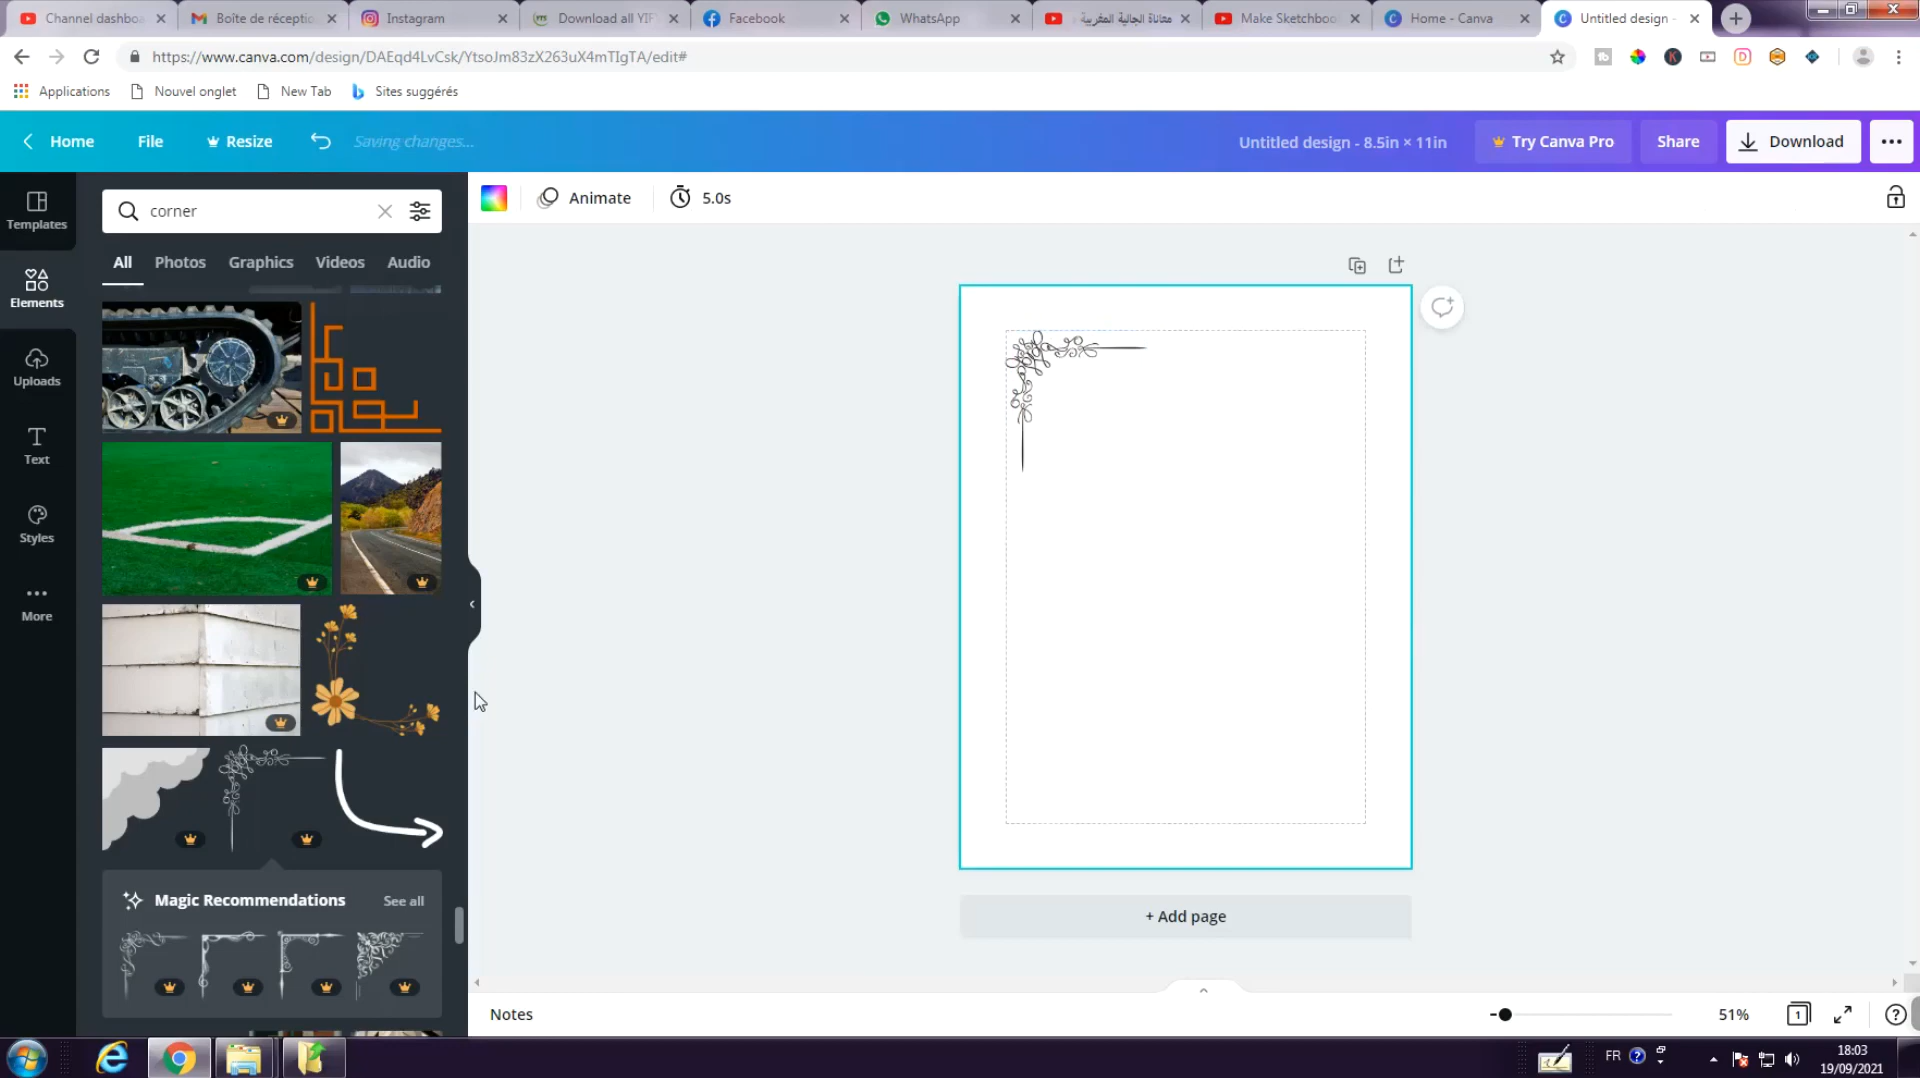 Channel dashboa
Boîte de réceptio
Instagram
Download all YIF
Facebook
WhatsApp
معاناة الجالية المغربية
Make Sketchboo
Home - Canva
Untitled design -
https://www.canva.com/design/DAEqd4LvCsk/YtsoJm83zX263uX4mTIgTA/edit#
Applications
Nouvel onglet
New Tab
Sites suggérés
Home
File
Resize
Saving changes...
Untitled design - 8.5in × 11in
Try Canva Pro
Share
Download
Templates
corner
Animate
5.0s
All
Photos
Graphics
Videos
Audio
Elements
Uploads
Text
Styles
More
Magic Recommendations
See all
+ Add page
Notes
51%
1
FR
18:03
19/09/2021